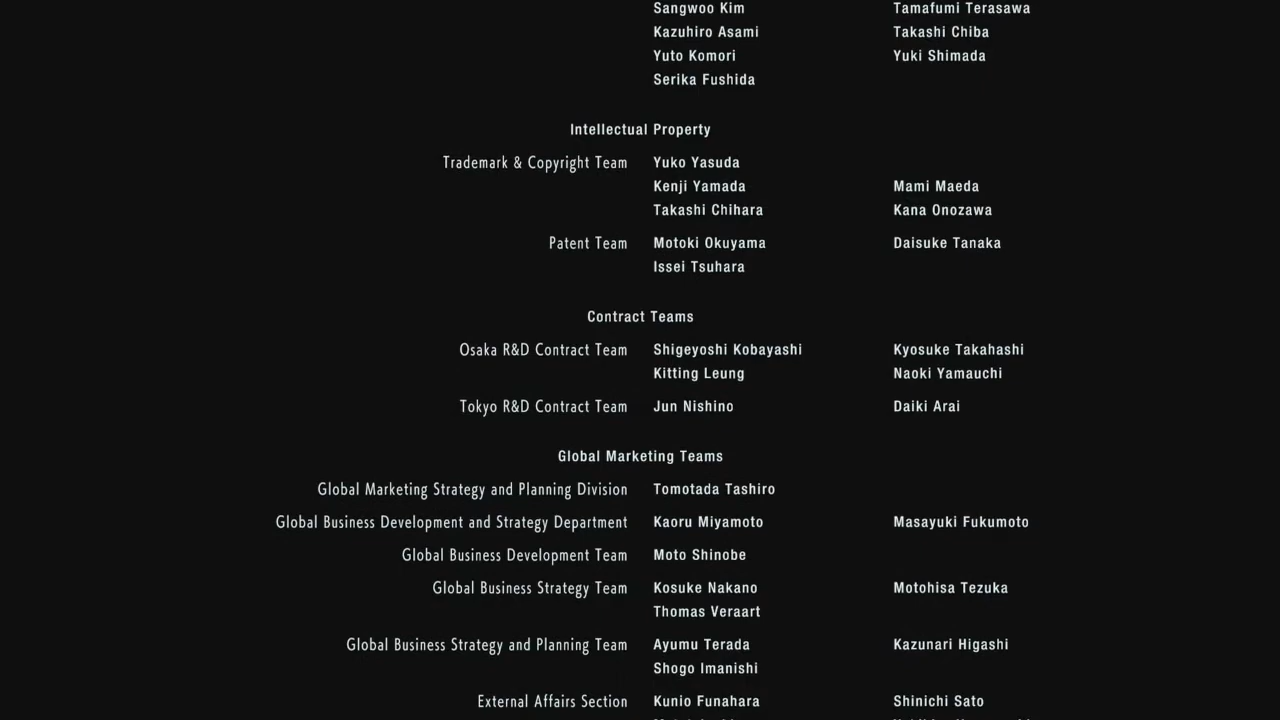 Sangwoo Kim Tamafumi Terasawa
Kazuhiro Asami Takashi Chiba
Yuto Komori Yuki Shimada
Serika Fushida
Intellectual Property
Trademark & Copyright Team Yuko Yasuda
Kenji Yamada Mami Maeda
Takashi Chihara Kana Onozawa
Patent Team Motoki Okuyama Daisuke Tanaka
Issei Tsuhara
Contract Teams
Osaka R&D Contract Team Shigeyoshi Kobayashi Kyosuke Takahashi
Kitting Leung Naoki Yamauchi
Tokyo R&D Contract Team Jun Nishino Daiki Arai
Global Marketing Teams
Global Marketing Strategy and Planning Division Tomotada Tashiro
Global Business Development and Strategy Department Kaoru Miyamoto Masayuki Fukumoto
Global Business Development Team Moto Shinobe
Global Business Strategy Team Kosuke Nakano Motohisa Tezuka
Thomas Veraart
Global Business Strategy and Planning Team Ayumu Terada Kazunari Higashi
Shogo Imanishi
External Affairs Section Kunio Funahara Shinichi Sato